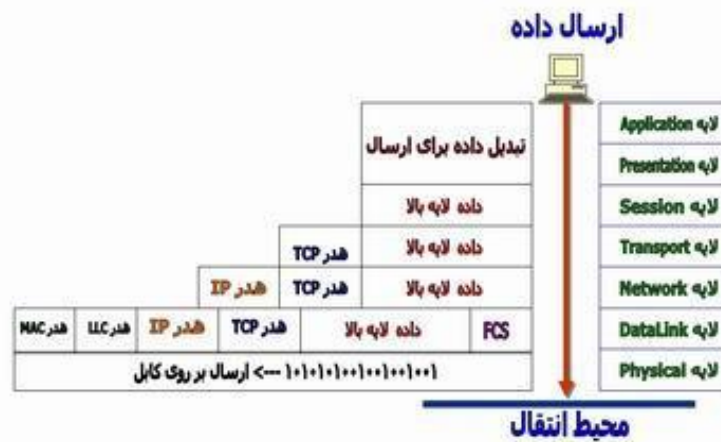 ارسال داده
لایه Application
تبدیل داده برای ارسال
لایه Presentation
داده لایه بالا
لایه Session
هدر TCP داده لایه بالا
لایه Transport
هدر IP هدر TCP داده لایه بالا
لایه Network
هدر MAC هدر LLC هدر IP هدر TCP داده لایه بالا FCS
لایه DataLink
۱۰۱۰۱۰۱۰۰۱۰۰۱۰۰۱ ---> ارسال بر روی کابل
لایه Physical
محیط انتقال